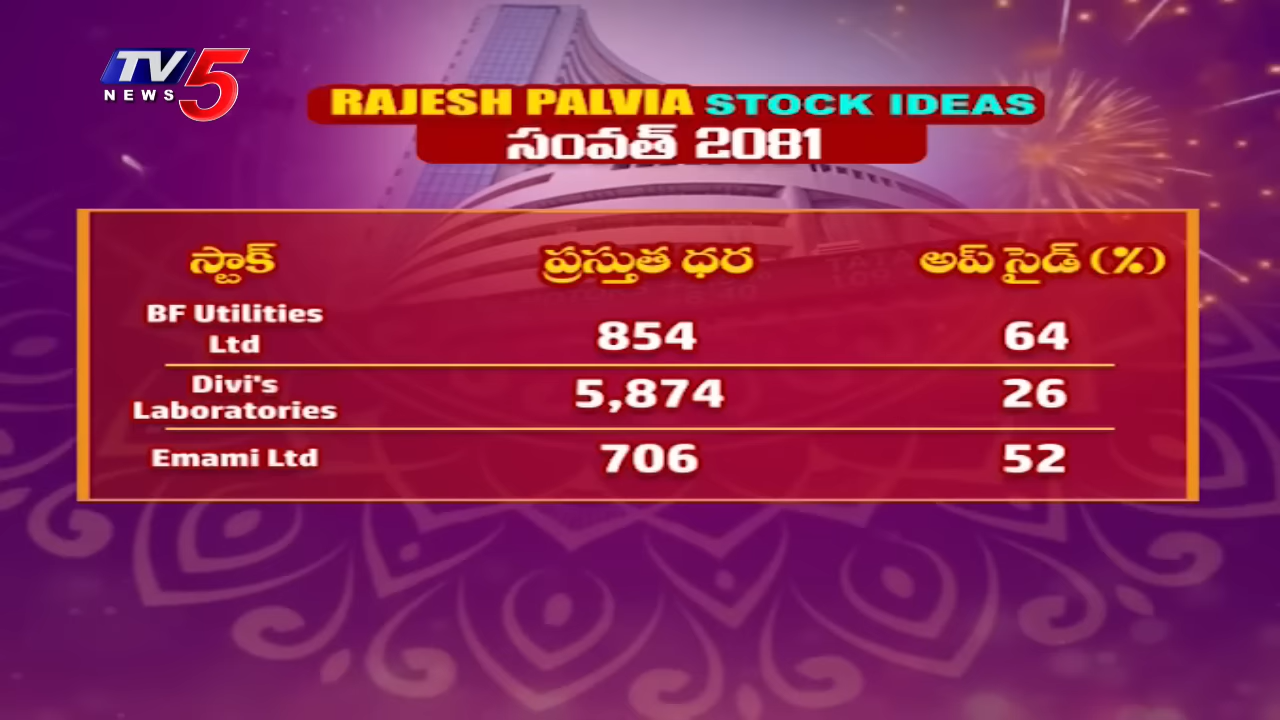 TV5
NEWS
RAJESH PALVIA STOCK IDEAS
సంవత్ 2081
స్టాక్ ప్రస్తుత ధర అప్ సైడ్ (%)
BF Utilities
Ltd 854 64
Divi's
Laboratories 5,874 26
Emami Ltd 706 52